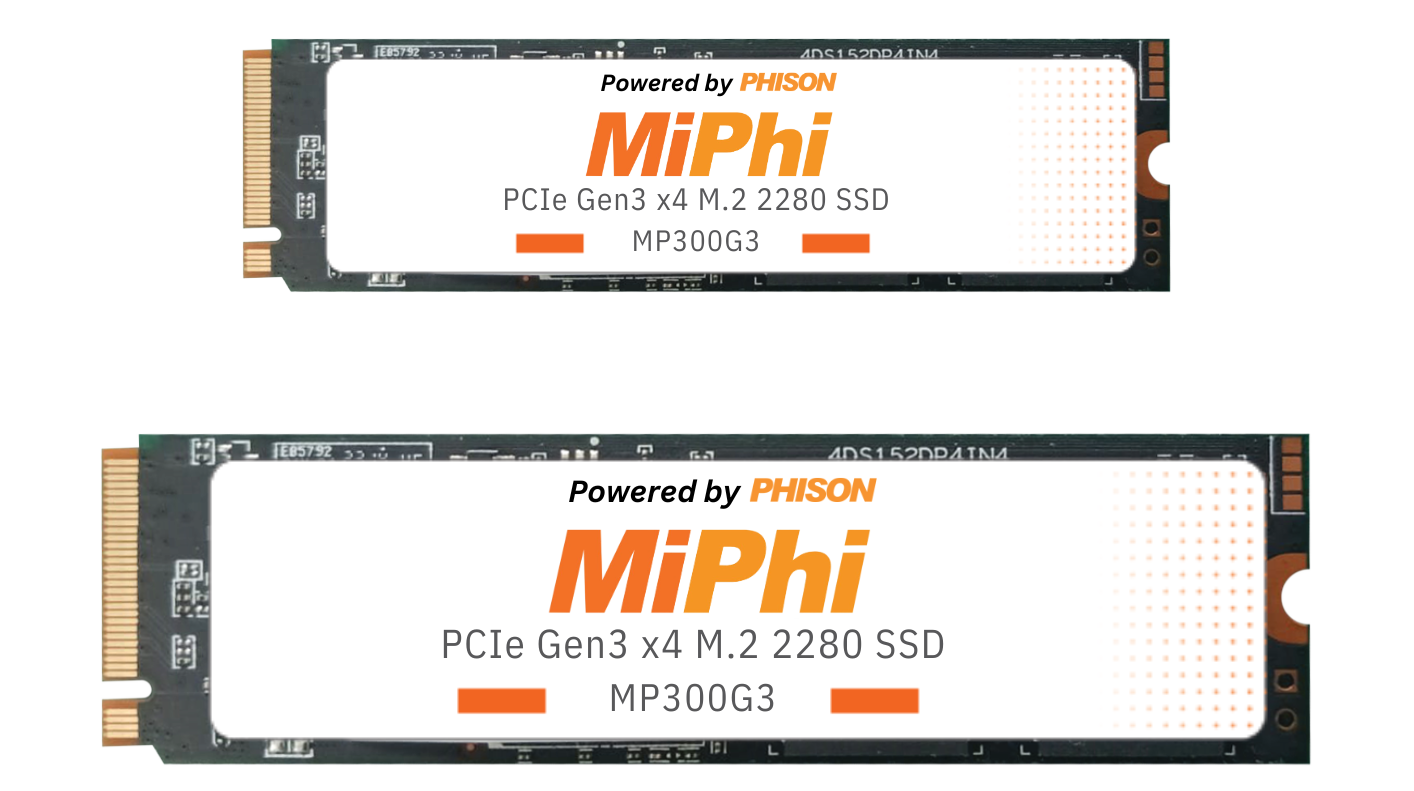 E85792
4DS152DP4IN4
Powered by PHISON
MiPhi
PCIe Gen3 x4 M.2 2280 SSD
MP300G3
E85792
4DS152DP4IN4
Powered by PHISON
MiPhi
PCIe Gen3 x4 M.2 2280 SSD
MP300G3